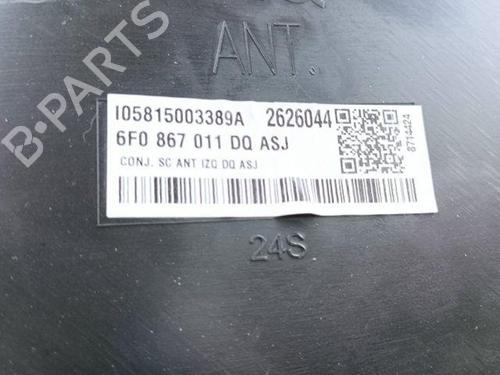 ANT.
I05815003389A 2626044
6F0 867 011 DQ ASJ
CONJ. SC ANT IZQ DQ ASJ
8714424
24S
B-PARTS